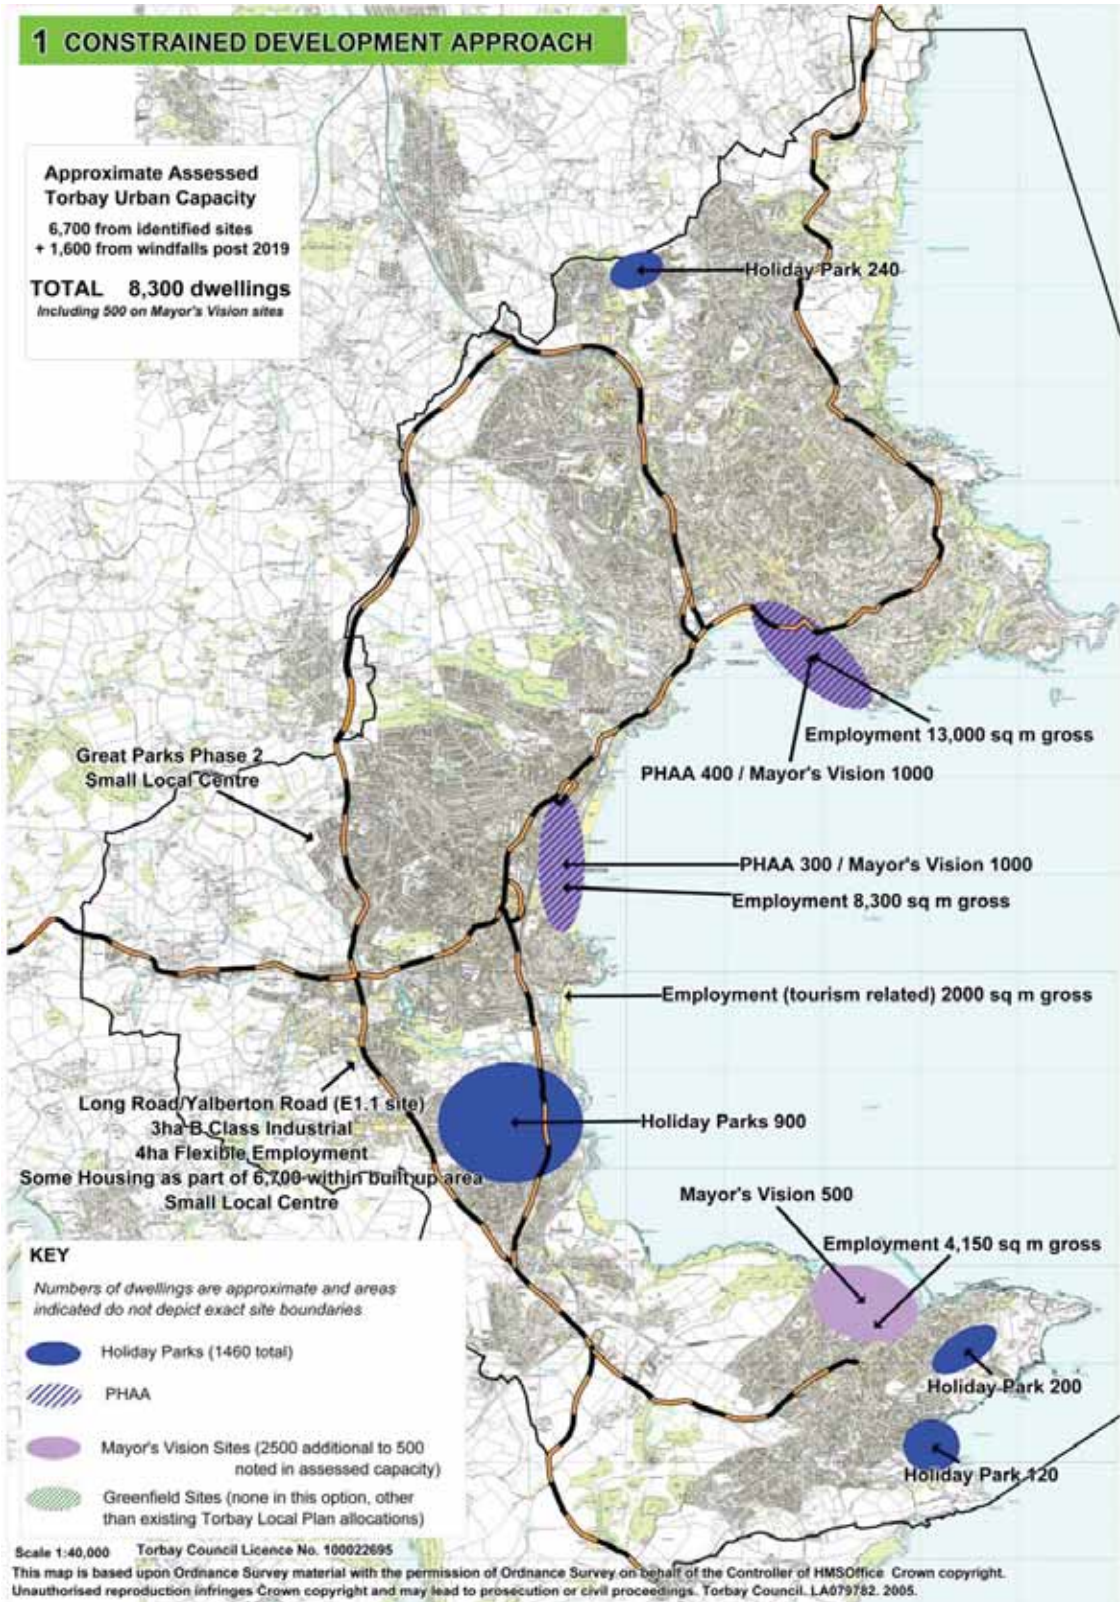 1 CONSTRAINED DEVELOPMENT APPROACH
Approximate Assessed
Torbay Urban Capacity
6,700 from identified sites
+ 1,600 from windfalls post 2019
TOTAL 8,300 dwellings
Including 500 on Mayor's Vision sites
Holiday Park 240
Employment 13,000 sq m gross
PHAA 400 / Mayor's Vision 1000
Great Parks Phase 2
Small Local Centre
PHAA 300 / Mayor's Vision 1000
Employment 8,300 sq m gross
Employment (tourism related) 2000 sq m gross
Long Road/Yalberton Road (E1.1 site)
3ha B Class Industrial
4ha Flexible Employment
Some Housing as part of 6,700 within built up area
Small Local Centre
Holiday Parks 900
Mayor's Vision 500
Employment 4,150 sq m gross
Holiday Park 200
Holiday Park 120
KEY
Numbers of dwellings are approximate and areas
indicated do not depict exact site boundaries
Holiday Parks (1460 total)
PHAA
Mayor's Vision Sites (2500 additional to 500
noted in assessed capacity)
Greenfield Sites (none in this option, other
than existing Torbay Local Plan allocations)
Scale 1:40,000 Torbay Council Licence No. 100022695
This map is based upon Ordnance Survey material with the permission of Ordnance Survey on behalf of the Controller of HMSOffice Crown copyright.
Unauthorised reproduction infringes Crown copyright and may lead to prosecution or civil proceedings. Torbay Council. LA079782. 2005.